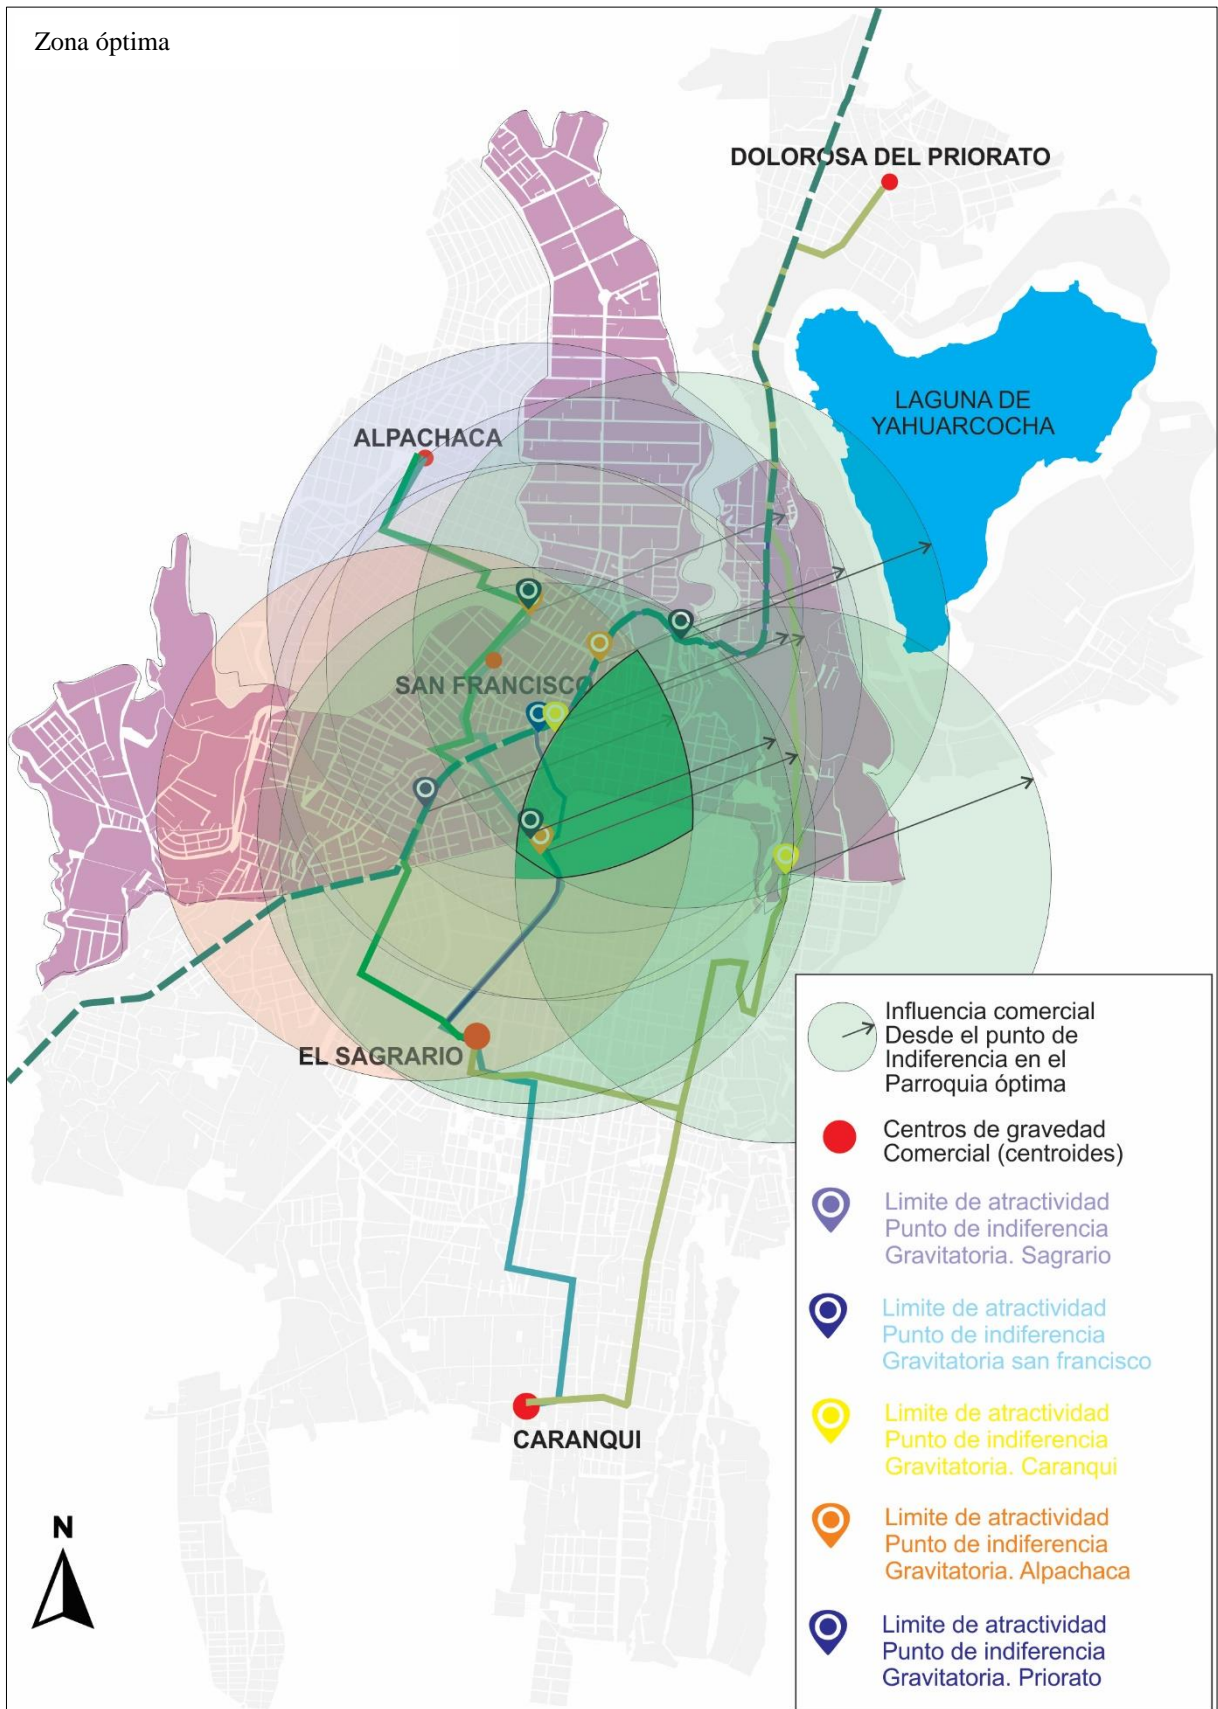 Zona óptima
DOLOROSA DEL PRIORATO
LAGUNA DE
YAHUARCOCHA
ALPACHACA
SAN FRANCISCO
EL SAGRARIO
CARANQUI
N
Influencia comercial
Desde el punto de
Indiferencia en el
Parroquia óptima
Centros de gravedad
Comercial (centroides)
Limite de atractividad
Punto de indiferencia
Gravitatoria. Sagrario
Limite de atractividad
Punto de indiferencia
Gravitatoria san francisco
Limite de atractividad
Punto de indiferencia
Gravitatoria. Caranqui
Limite de atractividad
Punto de indiferencia
Gravitatoria. Alpachaca
Limite de atractividad
Punto de indiferencia
Gravitatoria. Priorato